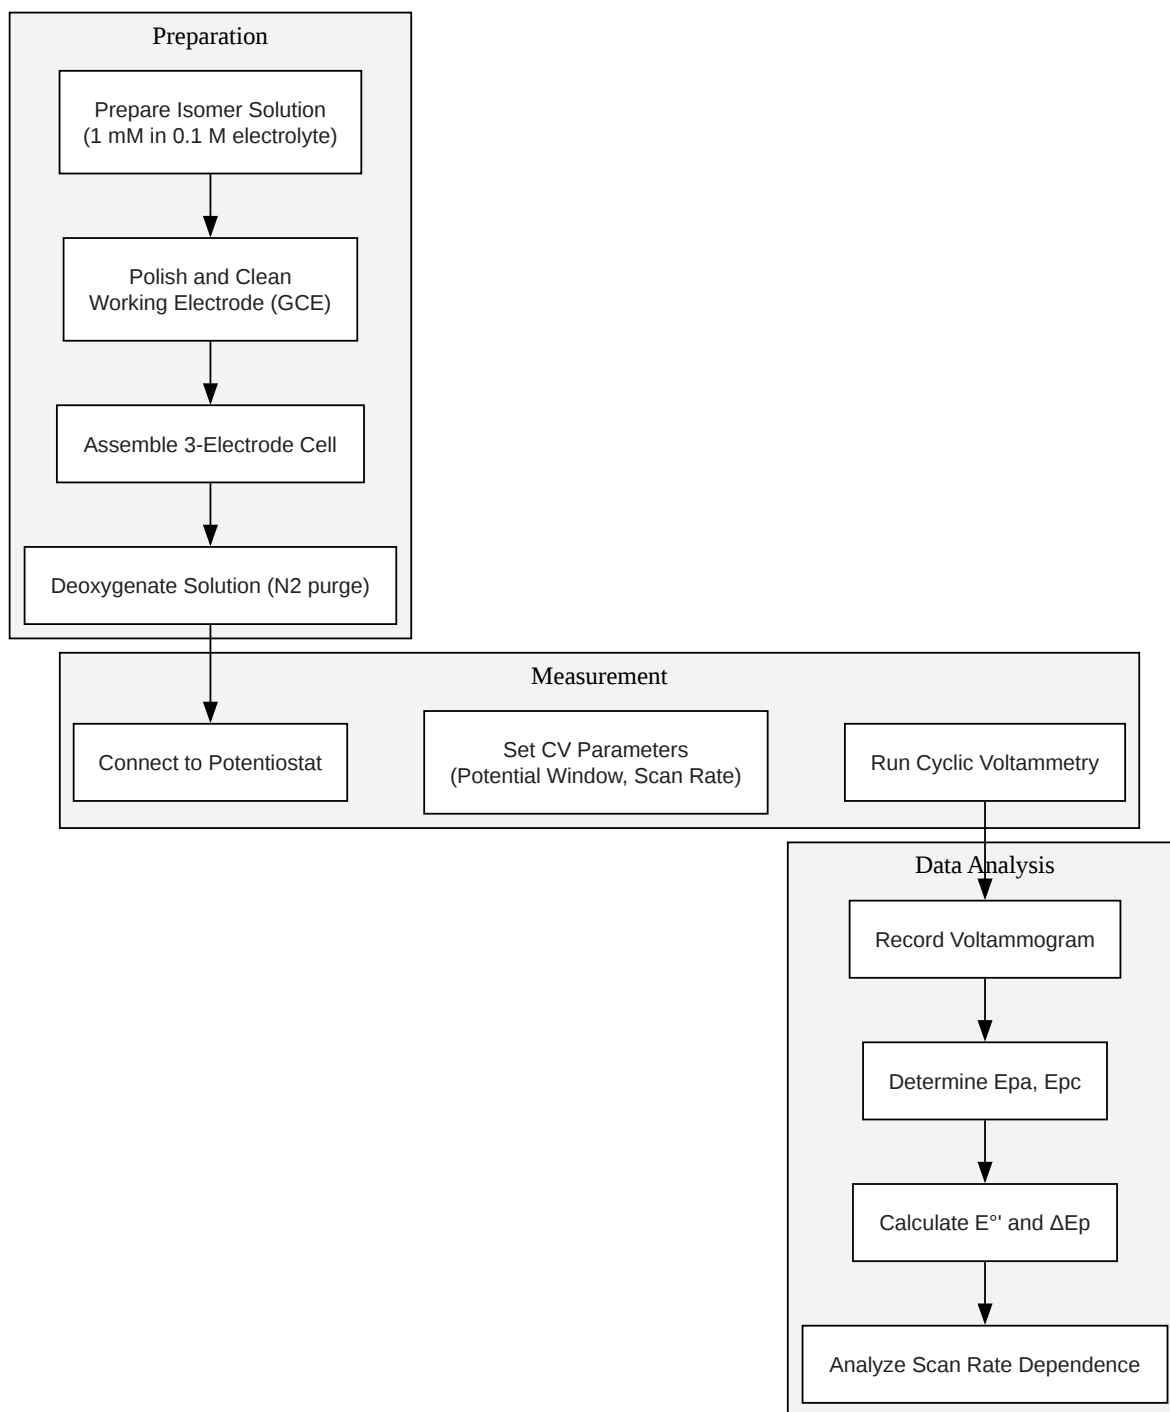 Preparation
Prepare Isomer Solution
(1 mM in 0.1 M electrolyte)
Polish and Clean
Working Electrode (GCE)
Assemble 3-Electrode Cell
Deoxygenate Solution (N2 purge)
Measurement
Connect to Potentiostat
Set CV Parameters
(Potential Window, Scan Rate)
Run Cyclic Voltammetry
Data Analysis
Record Voltammogram
Determine Epa, Epc
Calculate E°' and ΔEp
Analyze Scan Rate Dependence